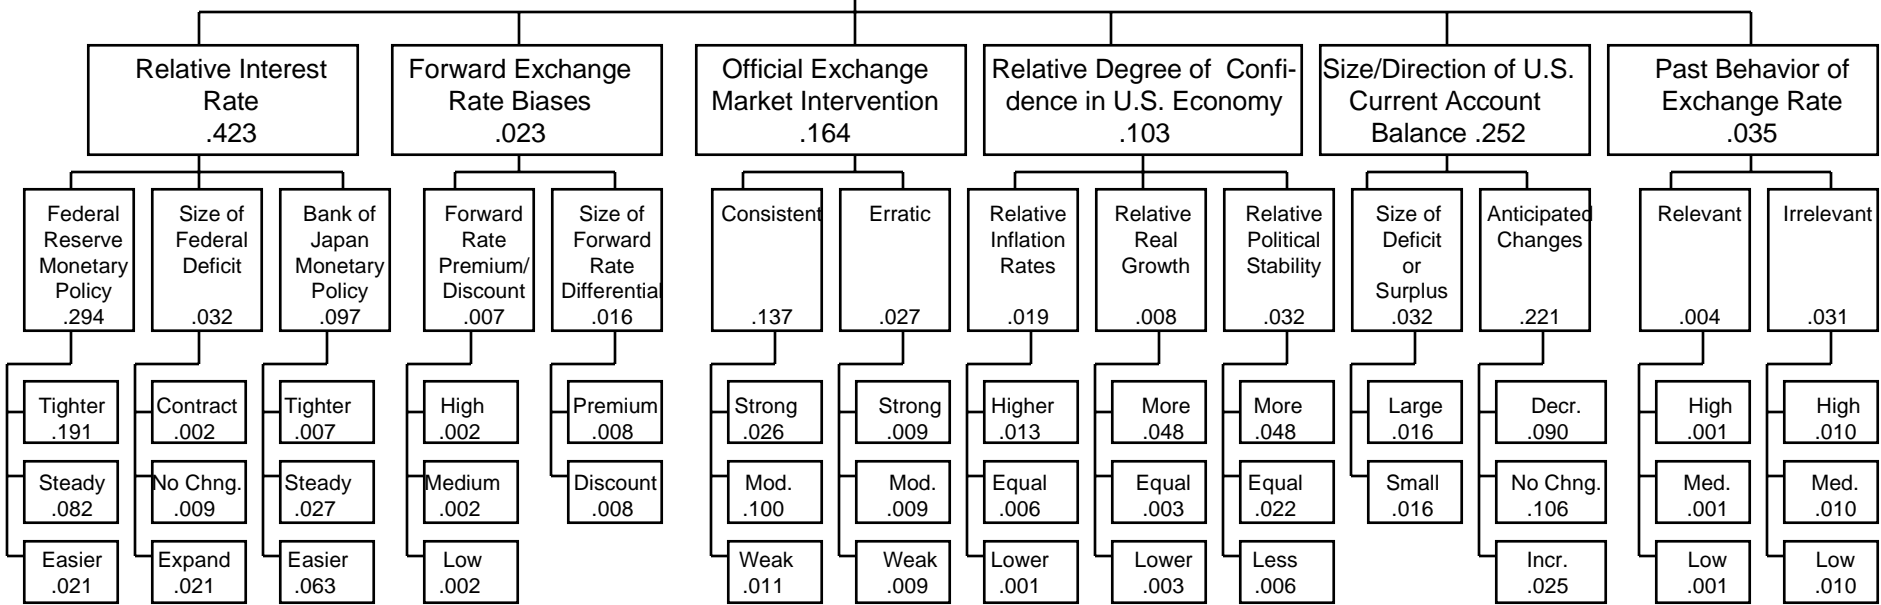 Relative Interest
Rate
.423
Forward Exchange
Rate Biases
.023
Official Exchange
Market Intervention
.164
Relative Degree of Confi-
dence in U.S. Economy
.103
Size/Direction of U.S.
Current Account
Balance .252
Past Behavior of
Exchange Rate
.035
Federal
Reserve
Monetary
Policy
.294
Size of
Federal
Deficit
.032
Bank of
Japan
Monetary
Policy
.097
Forward
Rate
Premium/
Discount
.007
Size of
Forward
Rate
Differential
.016
Consistent
.137
Erratic
.027
Relative
Inflation
Rates
.019
Relative
Real
Growth
.008
Relative
Political
Stability
.032
Size of
Deficit
or
Surplus
.032
Anticipated
Changes
.221
Relevant
.004
Irrelevant
.031
Tighter
.191
Contract
.002
Tighter
.007
High
.002
Premium
.008
Strong
.026
Strong
.009
Higher
.013
More
.048
More
.048
Large
.016
Decr.
.090
High
.001
High
.010
Steady
.082
No Chng.
.009
Steady
.027
Medium
.002
Discount
.008
Mod.
.100
Mod.
.009
Equal
.006
Equal
.003
Equal
.022
Small
.016
No Chng.
.106
Med.
.001
Med.
.010
Easier
.021
Expand
.021
Easier
.063
Low
.002
Weak
.011
Weak
.009
Lower
.001
Lower
.003
Less
.006
Incr.
.025
Low
.001
Low
.010